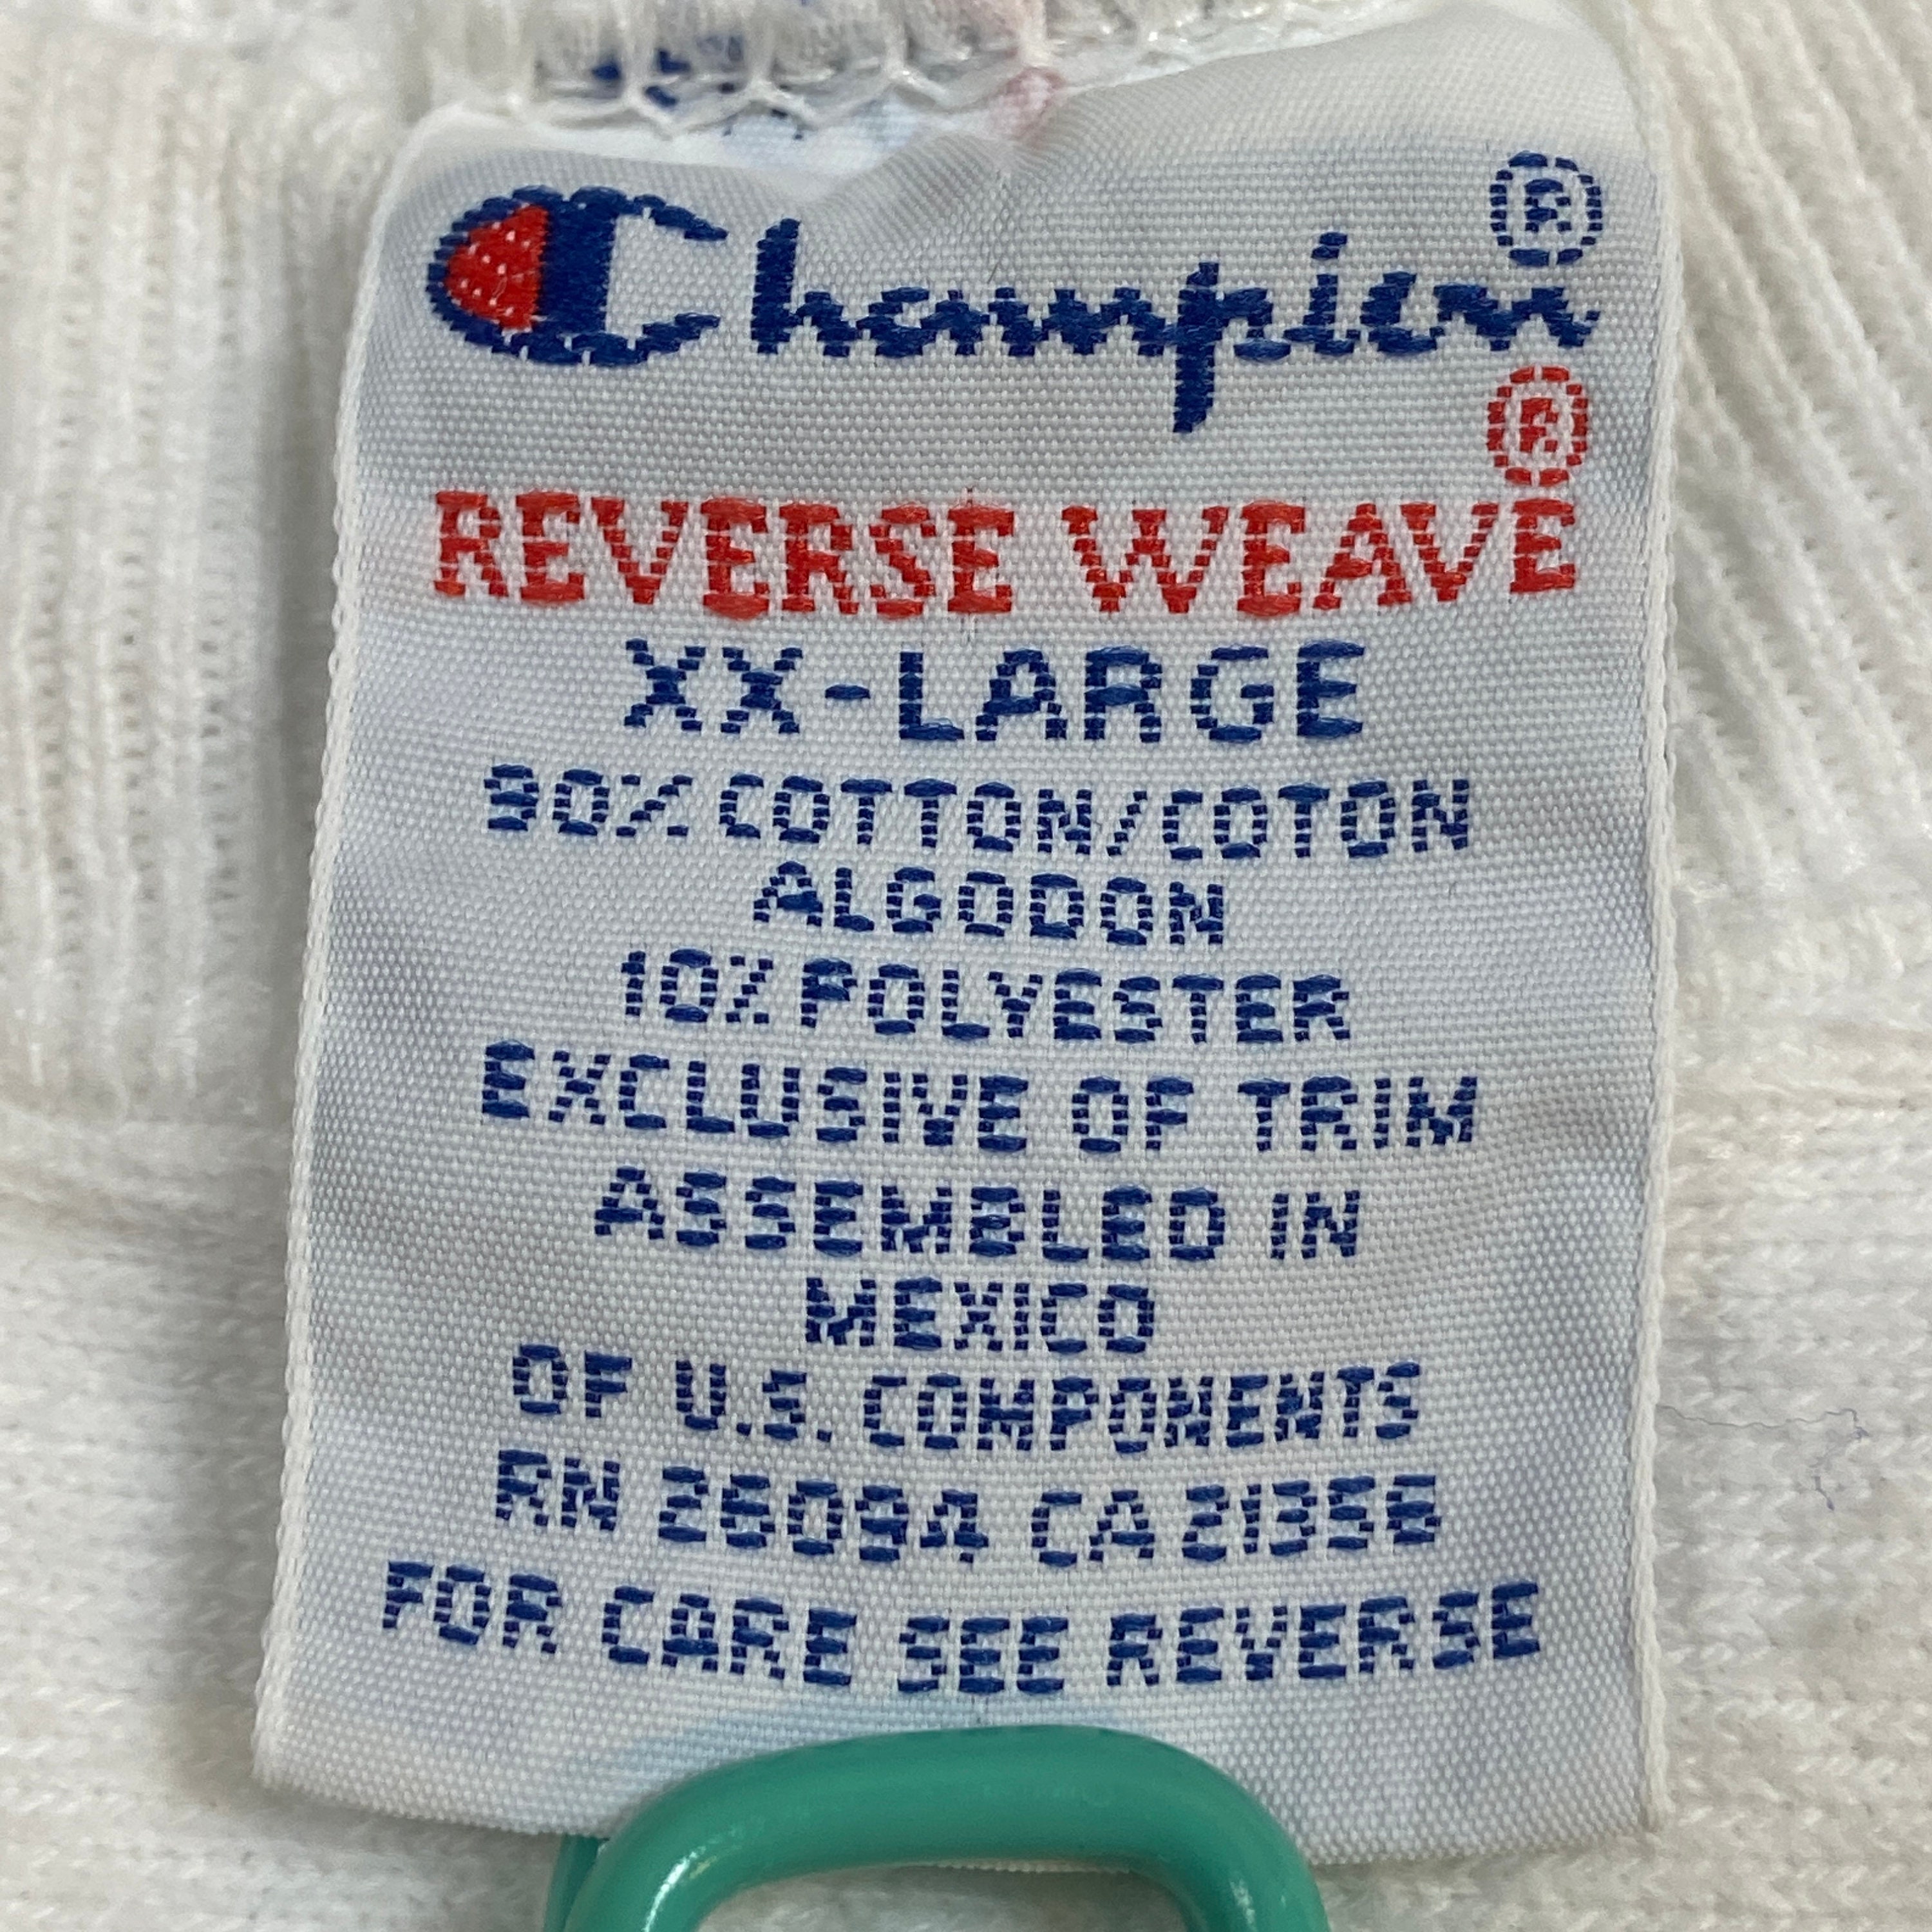 Champion®
REVERSE WEAVE®
XX-LARGE
90% COTTON/COTON
ALGODON
10% POLYESTER
EXCLUSIVE OF TRIM
ASSEMBLED IN
MEXICO
OF U.S. COMPONENTS
RN 26094 CA 21356
FOR CARE SEE REVERSE